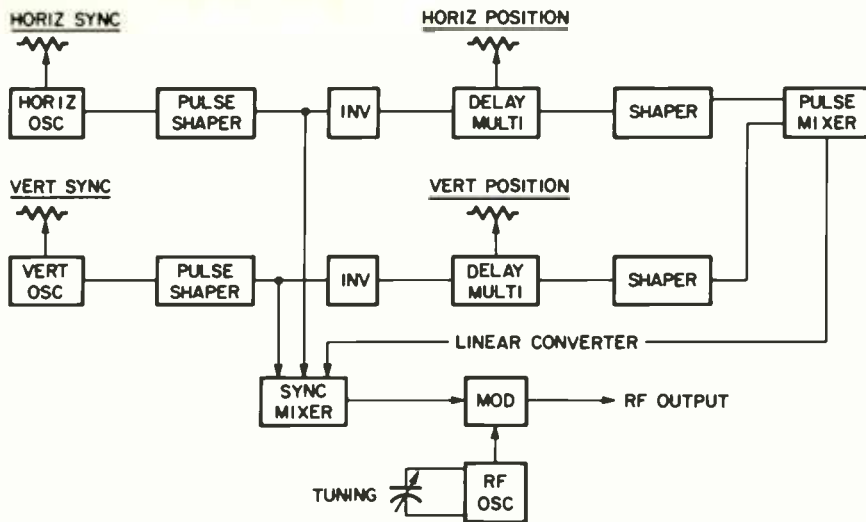 HORIZ SYNC
HORIZ POSITION
HORIZ
OSC
PULSE
SHAPER
INV
DELAY
MULTI
SHAPER
PULSE
MIXER
VERT SYNC
VERT POSITION
VERT
OSC
PULSE
SHAPER
INV
DELAY
MULTI
SHAPER
LINEAR CONVERTER
SYNC
MIXER
MOD
RF OUTPUT
TUNING
RF
OSC